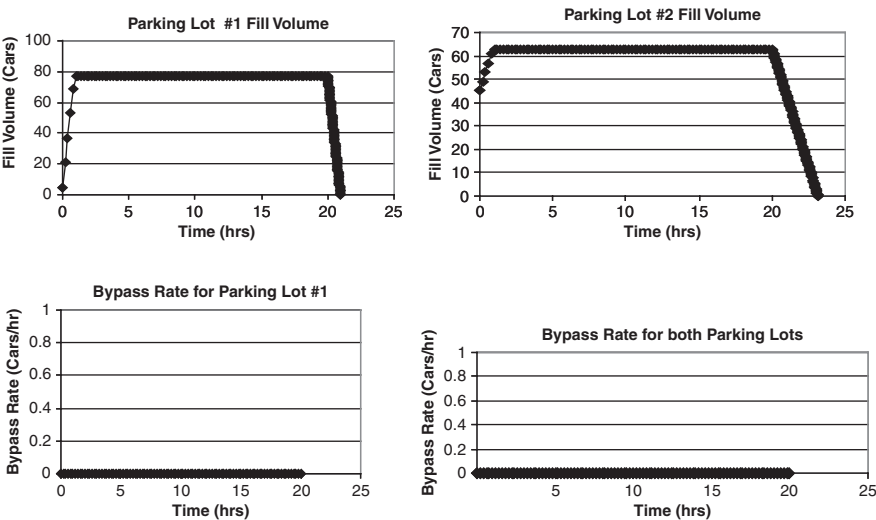 Parking Lot #1 Fill Volume
Fill Volume (Cars)
100
80
60
40
20
0
0 5 10 15 20 25
Time (hrs)
Parking Lot #2 Fill Volume
Fill Volume (Cars)
70
60
50
40
30
20
10
0
0 5 10 15 20 25
Time (hrs)
Bypass Rate for Parking Lot #1
Bypass Rate (Cars/hr)
1
0.8
0.6
0.4
0.2
0
0 5 10 15 20 25
Time (hrs)
Bypass Rate for both Parking Lots
Bypass Rate (Cars/hr)
1
0.8
0.6
0.4
0.2
0
5 10 15 20 25
Time (hrs)